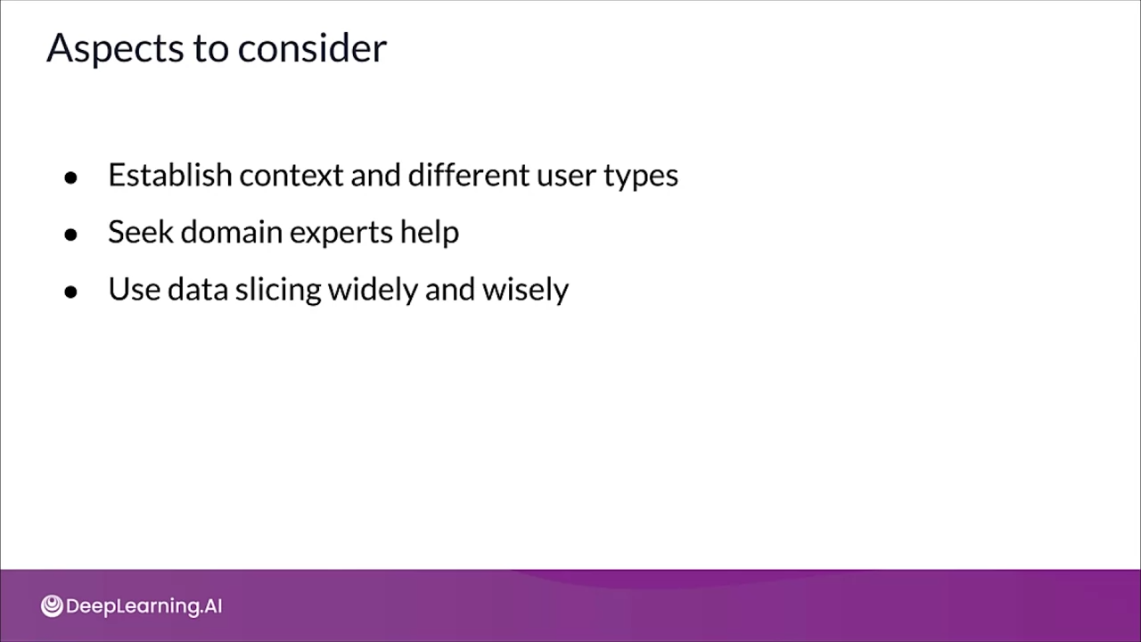 Aspects to consider
● Establish context and different user types
● Seek domain experts help
● Use data slicing widely and wisely
DeepLearning.AI